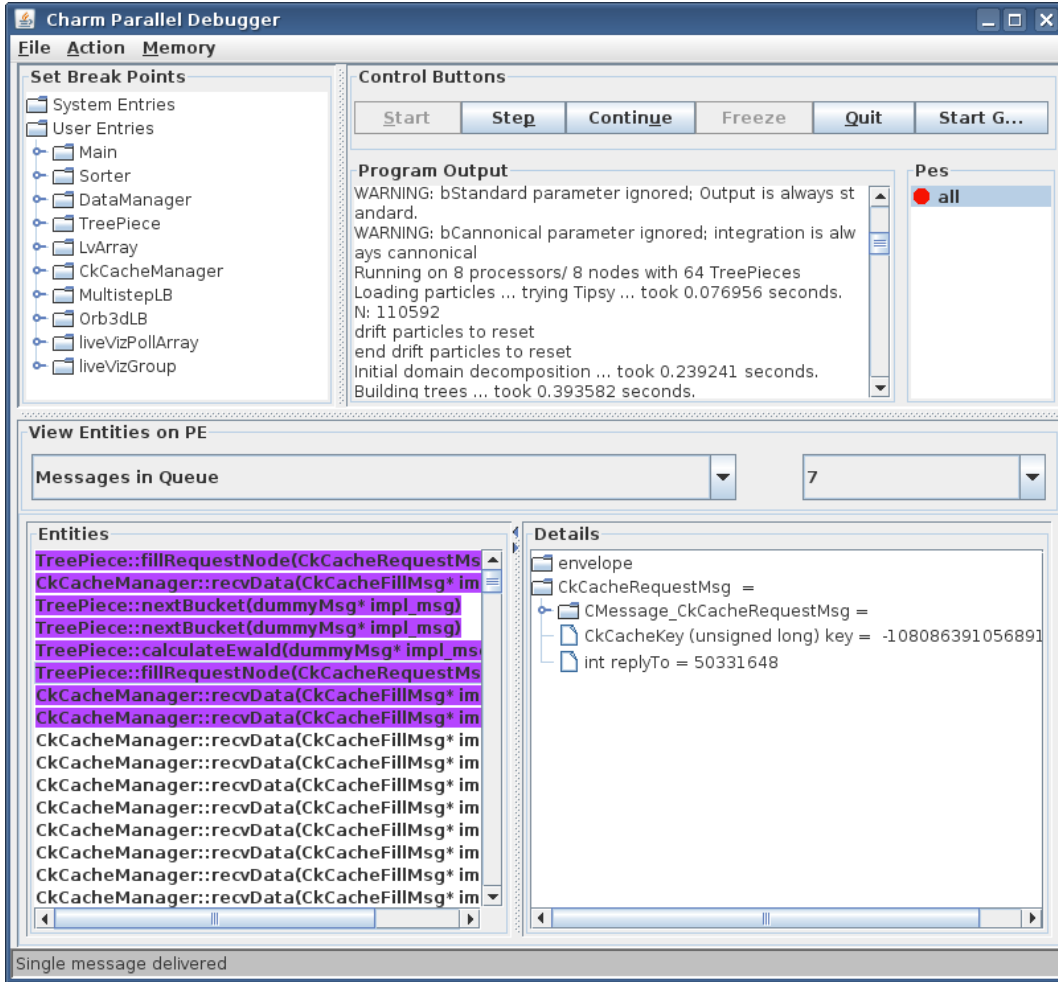 Charm Parallel Debugger
File Action Memory
Set Break Points
System Entries
User Entries
Main
Sorter
DataManager
TreePiece
LvArray
CkCacheManager
MultistepLB
Orb3dLB
liveVizPollArray
liveVizGroup
Control Buttons
Start Step Continue Freeze Quit Start G...
Program Output
WARNING: bStandard parameter ignored; Output is always st
andard.
WARNING: bCannonical parameter ignored; integration is alw
ays cannonical
Running on 8 processors/ 8 nodes with 64 TreePieces
Loading particles ... trying Tipsy ... took 0.076956 seconds.
N: 110592
drift particles to reset
end drift particles to reset
Initial domain decomposition ... took 0.239241 seconds.
Building trees ... took 0.393582 seconds.
Pes
all
View Entities on PE
Messages in Queue
7
Entities
TreePiece::fillRequestNode(CkCacheRequestMs
CkCacheManager::recvData(CkCacheFillMsg* im
TreePiece::nextBucket(dummyMsg* impl_msg)
TreePiece::nextBucket(dummyMsg* impl_msg)
TreePiece::calculateEwald(dummyMsg* impl_ms
TreePiece::fillRequestNode(CkCacheRequestMs
CkCacheManager::recvData(CkCacheFillMsg* im
CkCacheManager::recvData(CkCacheFillMsg* im
CkCacheManager::recvData(CkCacheFillMsg* im
CkCacheManager::recvData(CkCacheFillMsg* im
CkCacheManager::recvData(CkCacheFillMsg* im
CkCacheManager::recvData(CkCacheFillMsg* im
CkCacheManager::recvData(CkCacheFillMsg* im
CkCacheManager::recvData(CkCacheFillMsg* im
CkCacheManager::recvData(CkCacheFillMsg* im
CkCacheManager::recvData(CkCacheFillMsg* im
Details
envelope
CkCacheRequestMsg =
CMessage_CkCacheRequestMsg =
CkCacheKey (unsigned long) key = -108086391056891
int replyTo = 50331648
Single message delivered